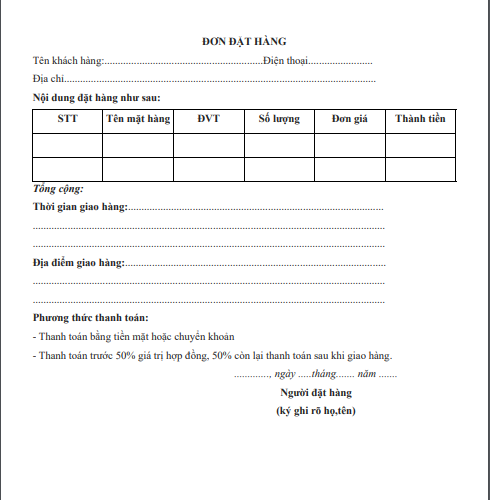 ĐƠN ĐẶT HÀNG
Tên khách hàng:...............................................................Điện thoại..........................
Địa chỉ.............................................................................................................................
Nội dung đặt hàng như sau:
STT Tên mặt hàng ĐVT Số lượng Đơn giá Thành tiền
Tổng cộng:
Thời gian giao hàng:......................................................................................................
.............................................................................................................................................
.............................................................................................................................................
Địa điểm giao hàng:........................................................................................................
.............................................................................................................................................
.............................................................................................................................................
Phương thức thanh toán:
- Thanh toán bằng tiền mặt hoặc chuyển khoản
- Thanh toán trước 50% giá trị hợp đồng, 50% còn lại thanh toán sau khi giao hàng.
.............., ngày .....tháng....... năm .......
Người đặt hàng
(ký ghi rõ họ,tên)